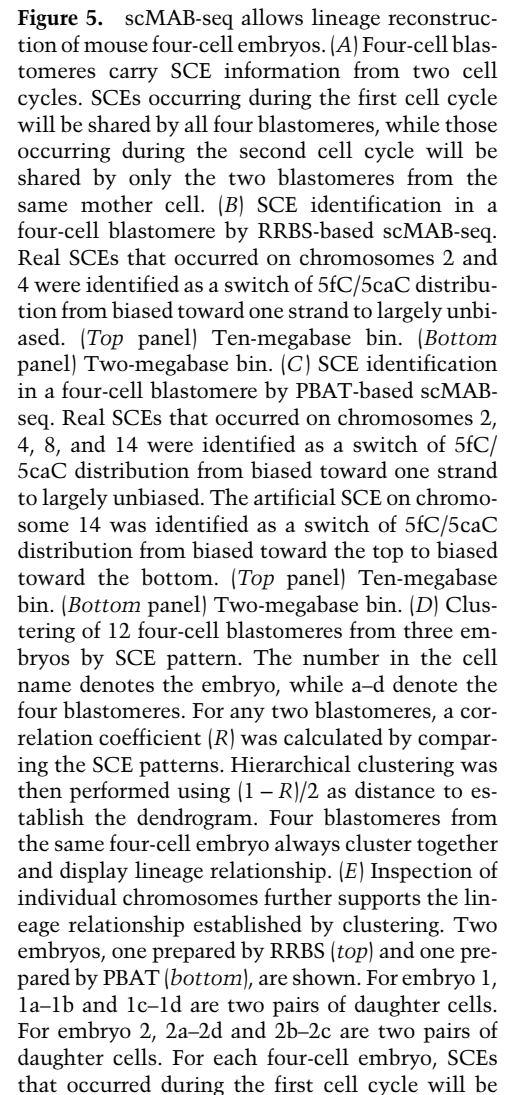 Figure 5. scMAB-seq allows lineage reconstruc-
tion of mouse four-cell embryos. (A) Four-cell blas-
tomeres carry SCE information from two cell
cycles. SCEs occurring during the first cell cycle
will be shared by all four blastomeres, while those
occurring during the second cell cycle will be
shared by only the two blastomeres from the
same mother cell. (B) SCE identification in a
four-cell blastomere by RRBS-based scMAB-seq.
Real SCEs that occurred on chromosomes 2 and
4 were identified as a switch of 5fC/5caC distribu-
tion from biased toward one strand to largely unbi-
ased. (Top panel) Ten-megabase bin. (Bottom
panel) Two-megabase bin. (C) SCE identification
in a four-cell blastomere by PBAT-based scMAB-
seq. Real SCEs that occurred on chromosomes 2,
4, 8, and 14 were identified as a switch of 5fC/
5caC distribution from biased toward one strand
to largely unbiased. The artificial SCE on chromo-
some 14 was identified as a switch of 5fC/5caC
distribution from biased toward the top to biased
toward the bottom. (Top panel) Ten-megabase
bin. (Bottom panel) Two-megabase bin. (D) Clus-
tering of 12 four-cell blastomeres from three em-
bryos by SCE pattern. The number in the cell
name denotes the embryo, while a–d denote the
four blastomeres. For any two blastomeres, a cor-
relation coefficient (R) was calculated by compar-
ing the SCE patterns. Hierarchical clustering was
then performed using (1 – R)/2 as distance to es-
tablish the dendrogram. Four blastomeres from
the same four-cell embryo always cluster together
and display lineage relationship. (E) Inspection of
individual chromosomes further supports the lin-
eage relationship established by clustering. Two
embryos, one prepared by RRBS (top) and one pre-
pared by PBAT (bottom), are shown. For embryo 1,
1a–1b and 1c–1d are two pairs of daughter cells.
For embryo 2, 2a–2d and 2b–2c are two pairs of
daughter cells. For each four-cell embryo, SCEs
that occurred during the first cell cycle will be